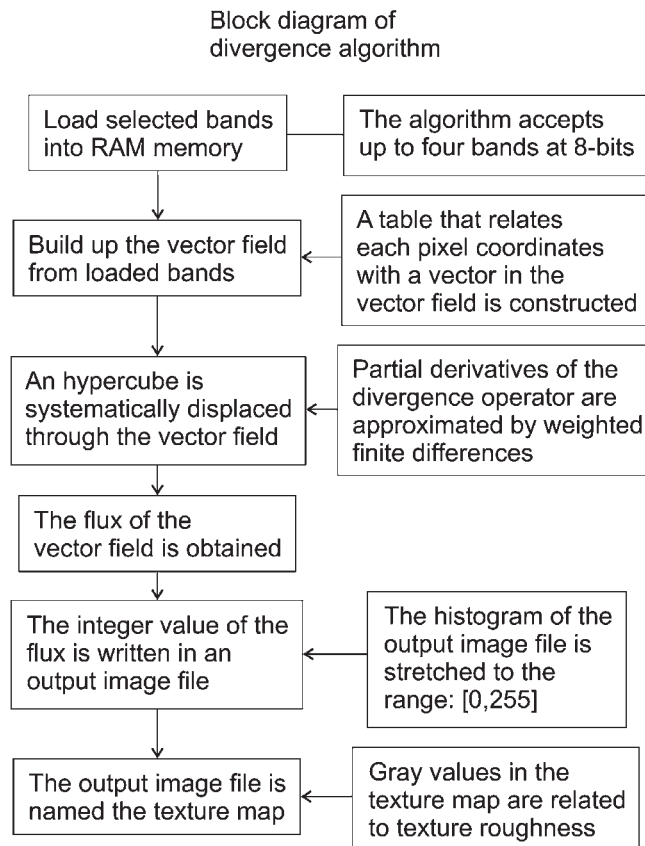 Block diagram of
divergence algorithm
Load selected bands
into RAM memory
The algorithm accepts
up to four bands at 8-bits
Build up the vector field
from loaded bands
A table that relates
each pixel coordinates
with a vector in the
vector field is constructed
An hypercube is
systematically displaced
through the vector field
Partial derivatives of the
divergence operator are
approximated by weighted
finite differences
The flux of the
vector field is obtained
The integer value of the
flux is written in an
output image file
The histogram of the
output image file is
stretched to the
range: [0,255]
The output image file is
named the texture map
Gray values in the
texture map are related
to texture roughness